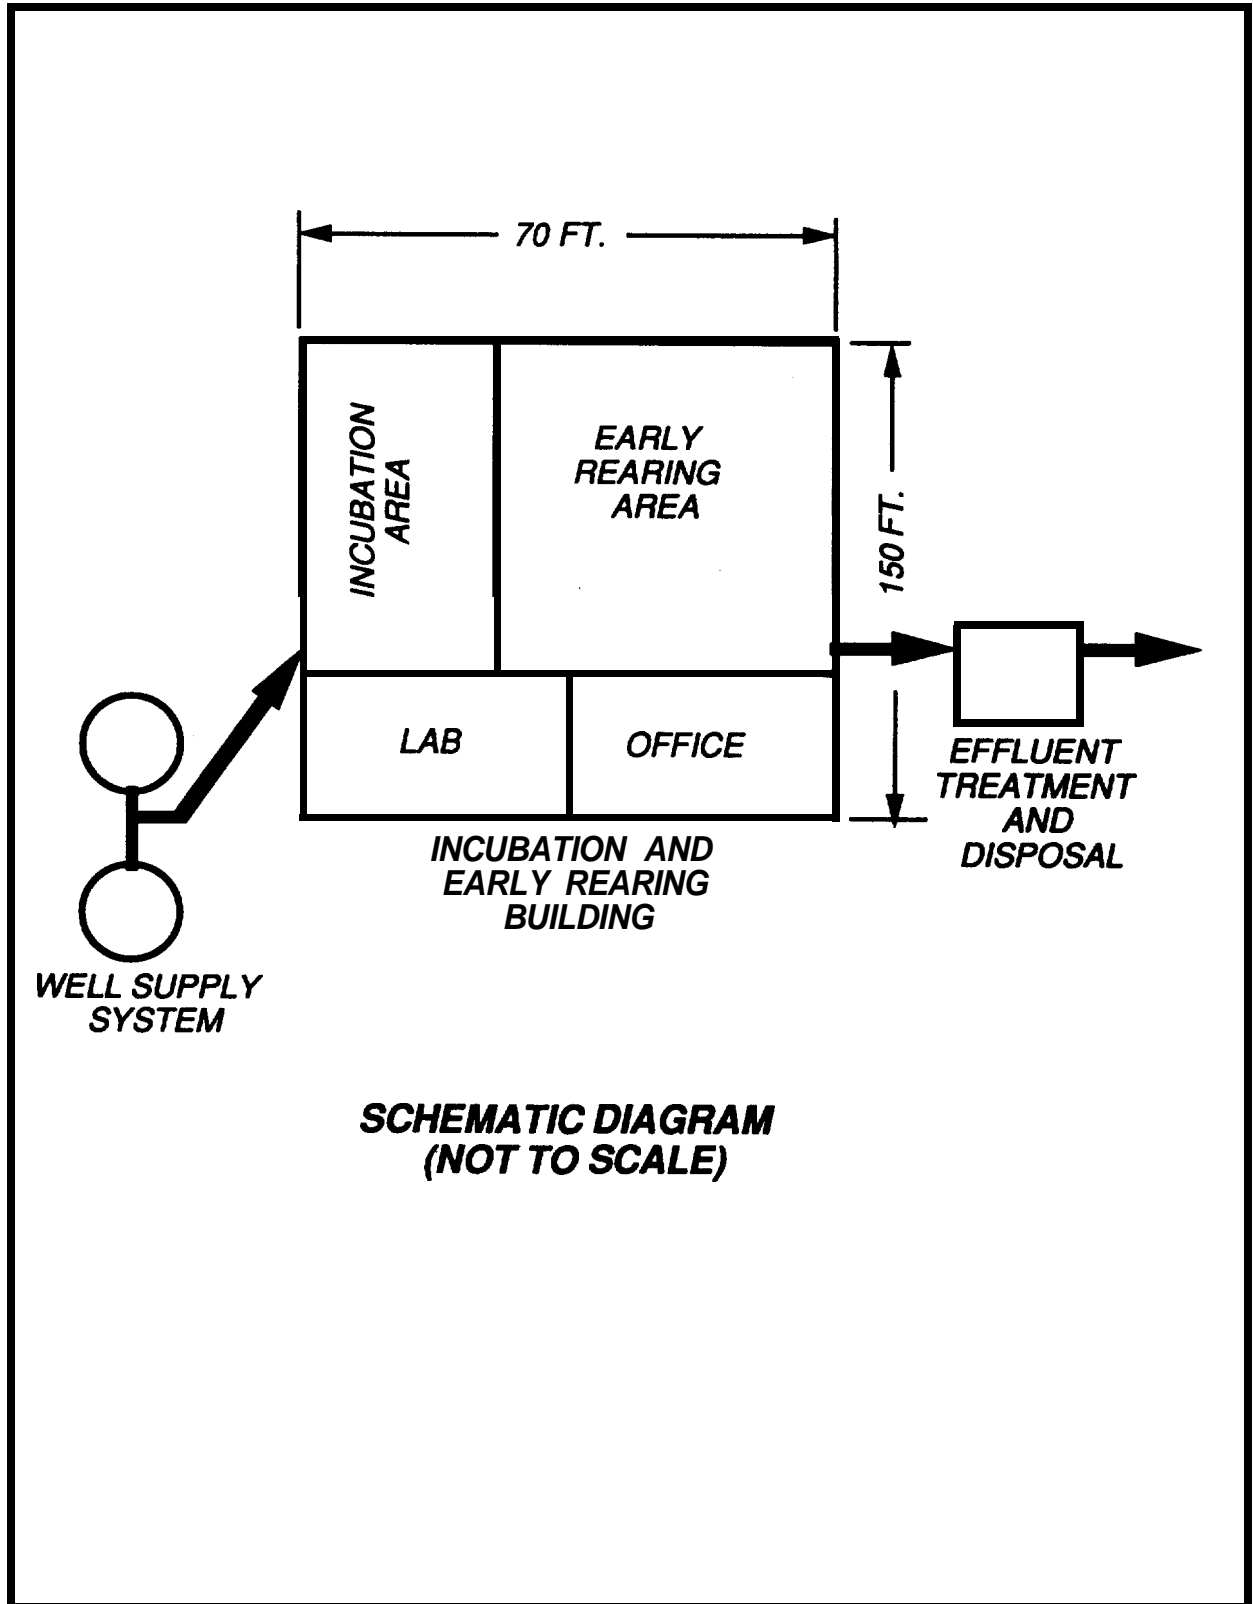 70 FT.
INCUBATION
AREA
EARLY
REARING
AREA
150 FT.
LAB
OFFICE
EFFLUENT
TREATMENT
AND
DISPOSAL
INCUBATION AND
EARLY REARING
BUILDING
WELL SUPPLY
SYSTEM
SCHEMATIC DIAGRAM
(NOT TO SCALE)